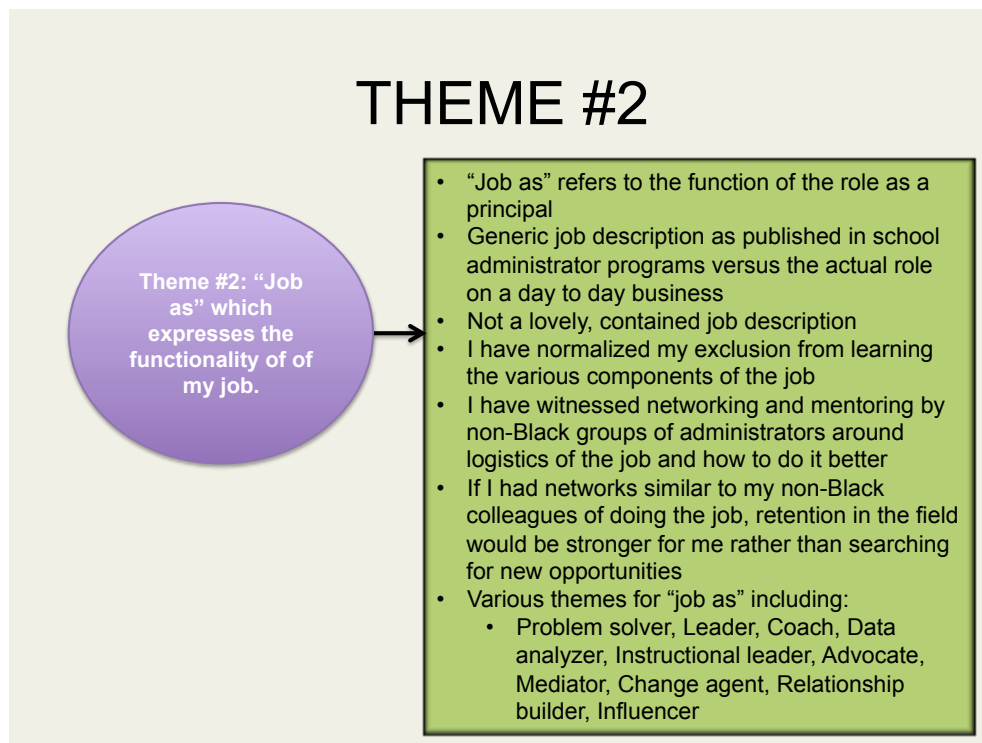 THEME #2
Theme #2: “Job
as” which
expresses the
functionality of of
my job.
• “Job as” refers to the function of the role as a
principal
• Generic job description as published in school
administrator programs versus the actual role
on a day to day business
• Not a lovely, contained job description
• I have normalized my exclusion from learning
the various components of the job
• I have witnessed networking and mentoring by
non-Black groups of administrators around
logistics of the job and how to do it better
• If I had networks similar to my non-Black
colleagues of doing the job, retention in the field
would be stronger for me rather than searching
for new opportunities
• Various themes for “job as” including:
• Problem solver, Leader, Coach, Data
analyzer, Instructional leader, Advocate,
Mediator, Change agent, Relationship
builder, Influencer